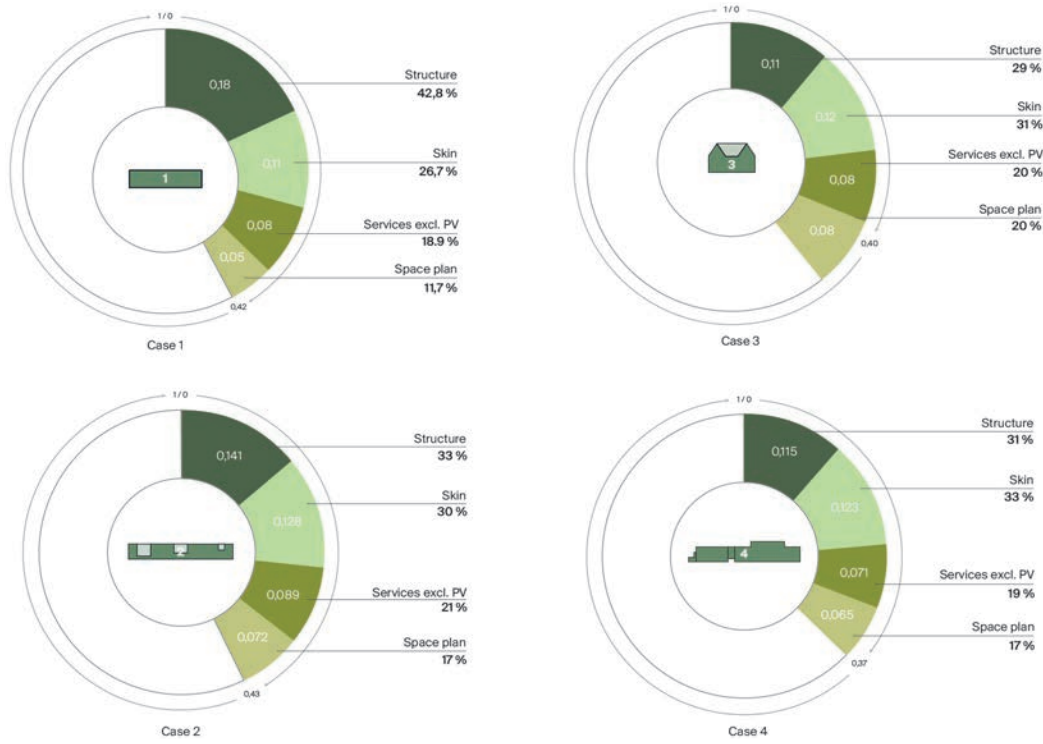 1 / 0
0,18
Structure
42,8 %
0,11
Skin
26,7 %
1
0,08
Services excl. PV
18.9 %
0,05
Space plan
11,7 %
0,42
Case 1
1 / 0
0,11
Structure
29 %
0,12
Skin
31 %
3
0,08
Services excl. PV
20 %
0,08
Space plan
20 %
0,40
Case 3
1 / 0
0,141
Structure
33 %
0,128
Skin
30 %
2
0,089
Services excl. PV
21 %
0,072
Space plan
17 %
0,43
Case 2
1 / 0
0,115
Structure
31 %
0,123
Skin
33 %
4
0,071
Services excl. PV
19 %
0,065
Space plan
17 %
0,37
Case 4